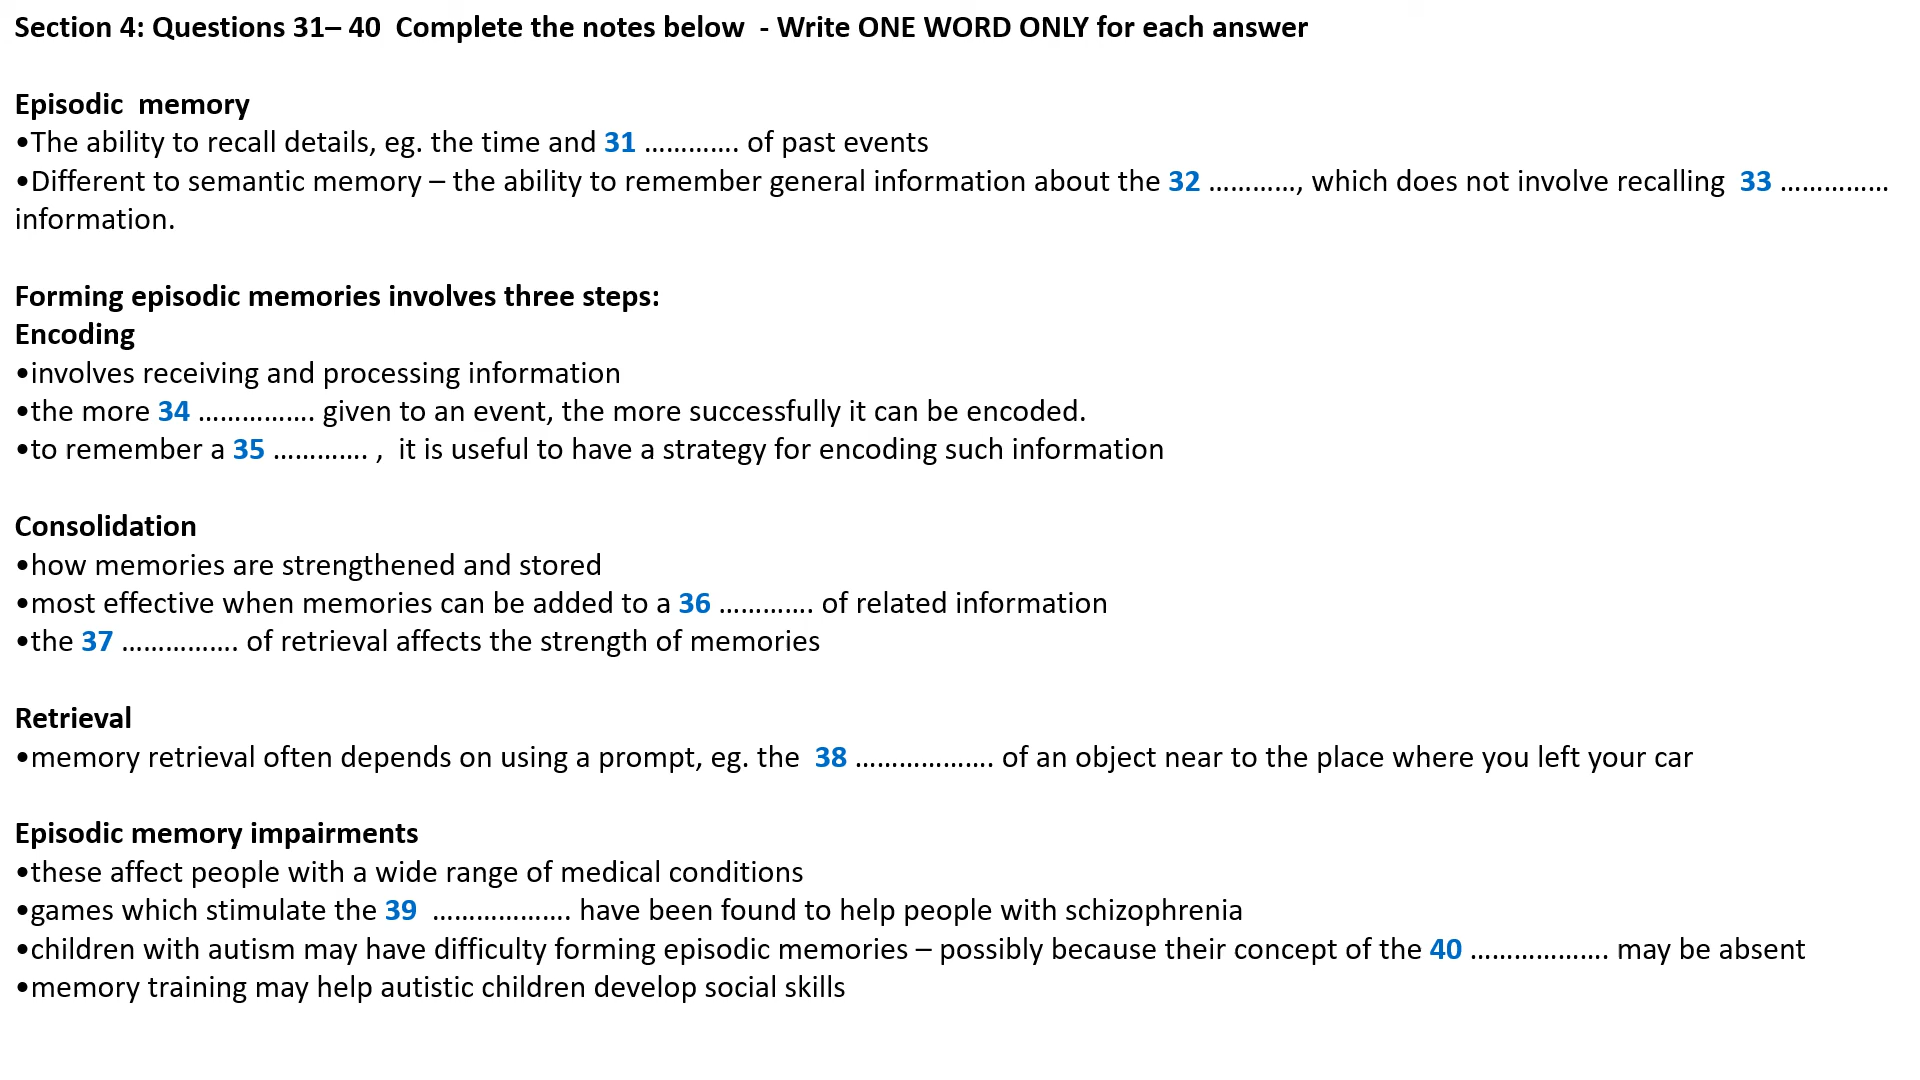 Section 4: Questions 31– 40  Complete the notes below  - Write ONE WORD ONLY for each answer
Episodic  memory
•The ability to recall details, eg. the time and 31 …………. of past events
•Different to semantic memory – the ability to remember general information about the 32 …………, which does not involve recalling  33 ……………
information.
Forming episodic memories involves three steps:
Encoding
•involves receiving and processing information
•the more 34 ……………. given to an event, the more successfully it can be encoded.
•to remember a 35 …………. ,  it is useful to have a strategy for encoding such information
Consolidation
•how memories are strengthened and stored
•most effective when memories can be added to a 36 …………. of related information
•the 37 ……………. of retrieval affects the strength of memories
Retrieval
•memory retrieval often depends on using a prompt, eg. the  38 ………………. of an object near to the place where you left your car
Episodic memory impairments
•these affect people with a wide range of medical conditions
•games which stimulate the 39  ………………. have been found to help people with schizophrenia
•children with autism may have difficulty forming episodic memories – possibly because their concept of the 40 ………………. may be absent
•memory training may help autistic children develop social skills